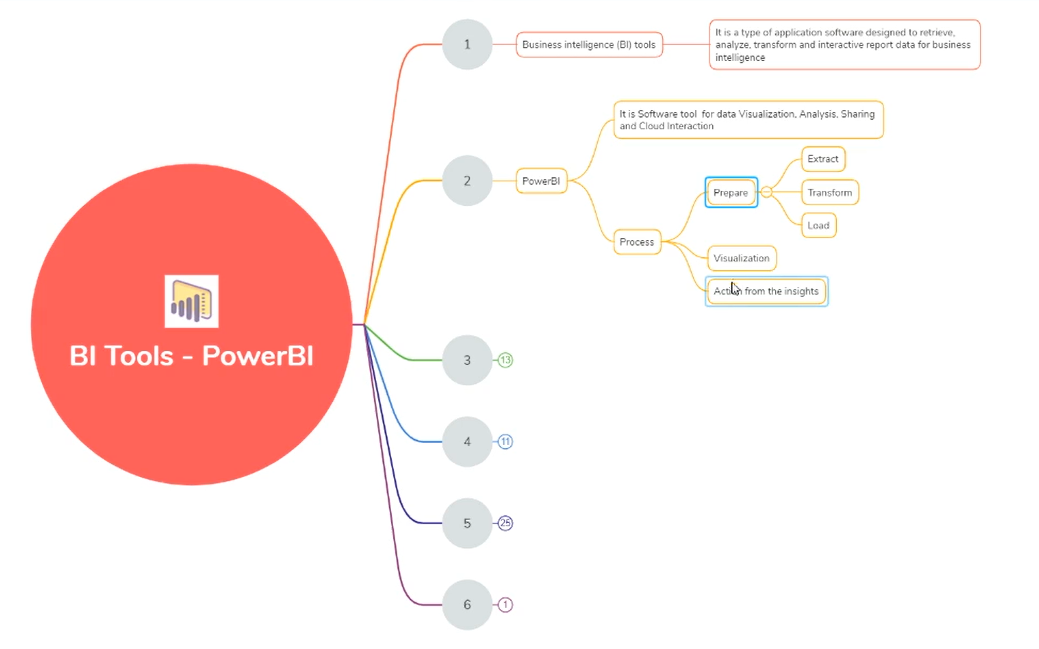 1
Business intelligence (BI) tools
It is a type of application software designed to retrieve,
analyze, transform and interactive report data for business
intelligence
It is Software tool for data Visualization, Analysis, Sharing
and Cloud Interaction
2
PowerBI
Extract
Prepare
Transform
Load
Process
Visualization
Action from the insights
BI Tools - PowerBI
3
13
4
11
5
25
6
1